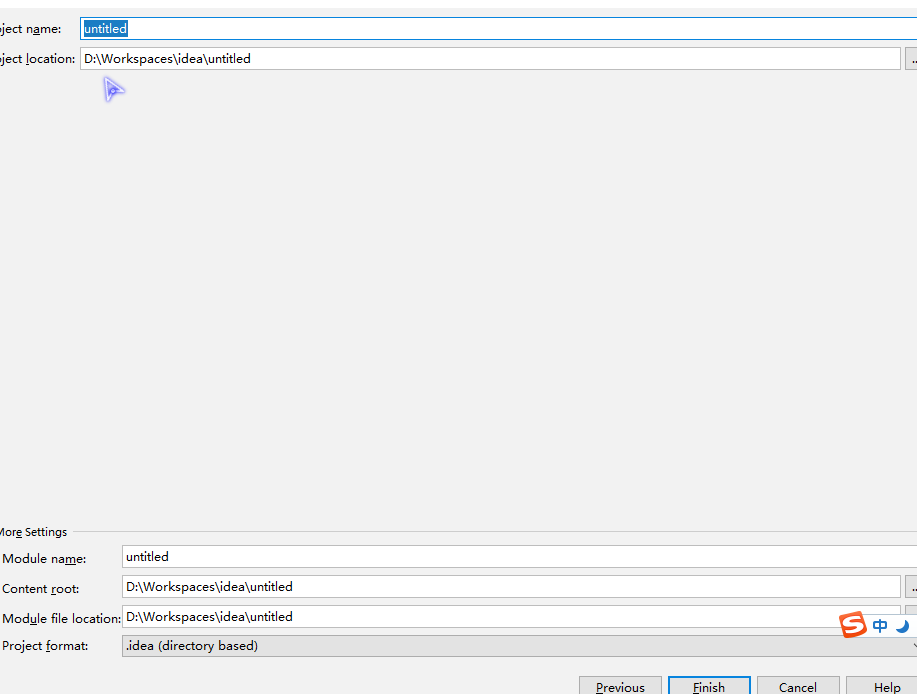 ject name: untitled
ject location: D:\Workspaces\idea\untitled ..
More Settings
Module name: untitled
Content root: D:\Workspaces\idea\untitled ..
Module file location: D:\Workspaces\idea\untitled
S 中
Project format: .idea (directory based)
Previous Finish Cancel Help